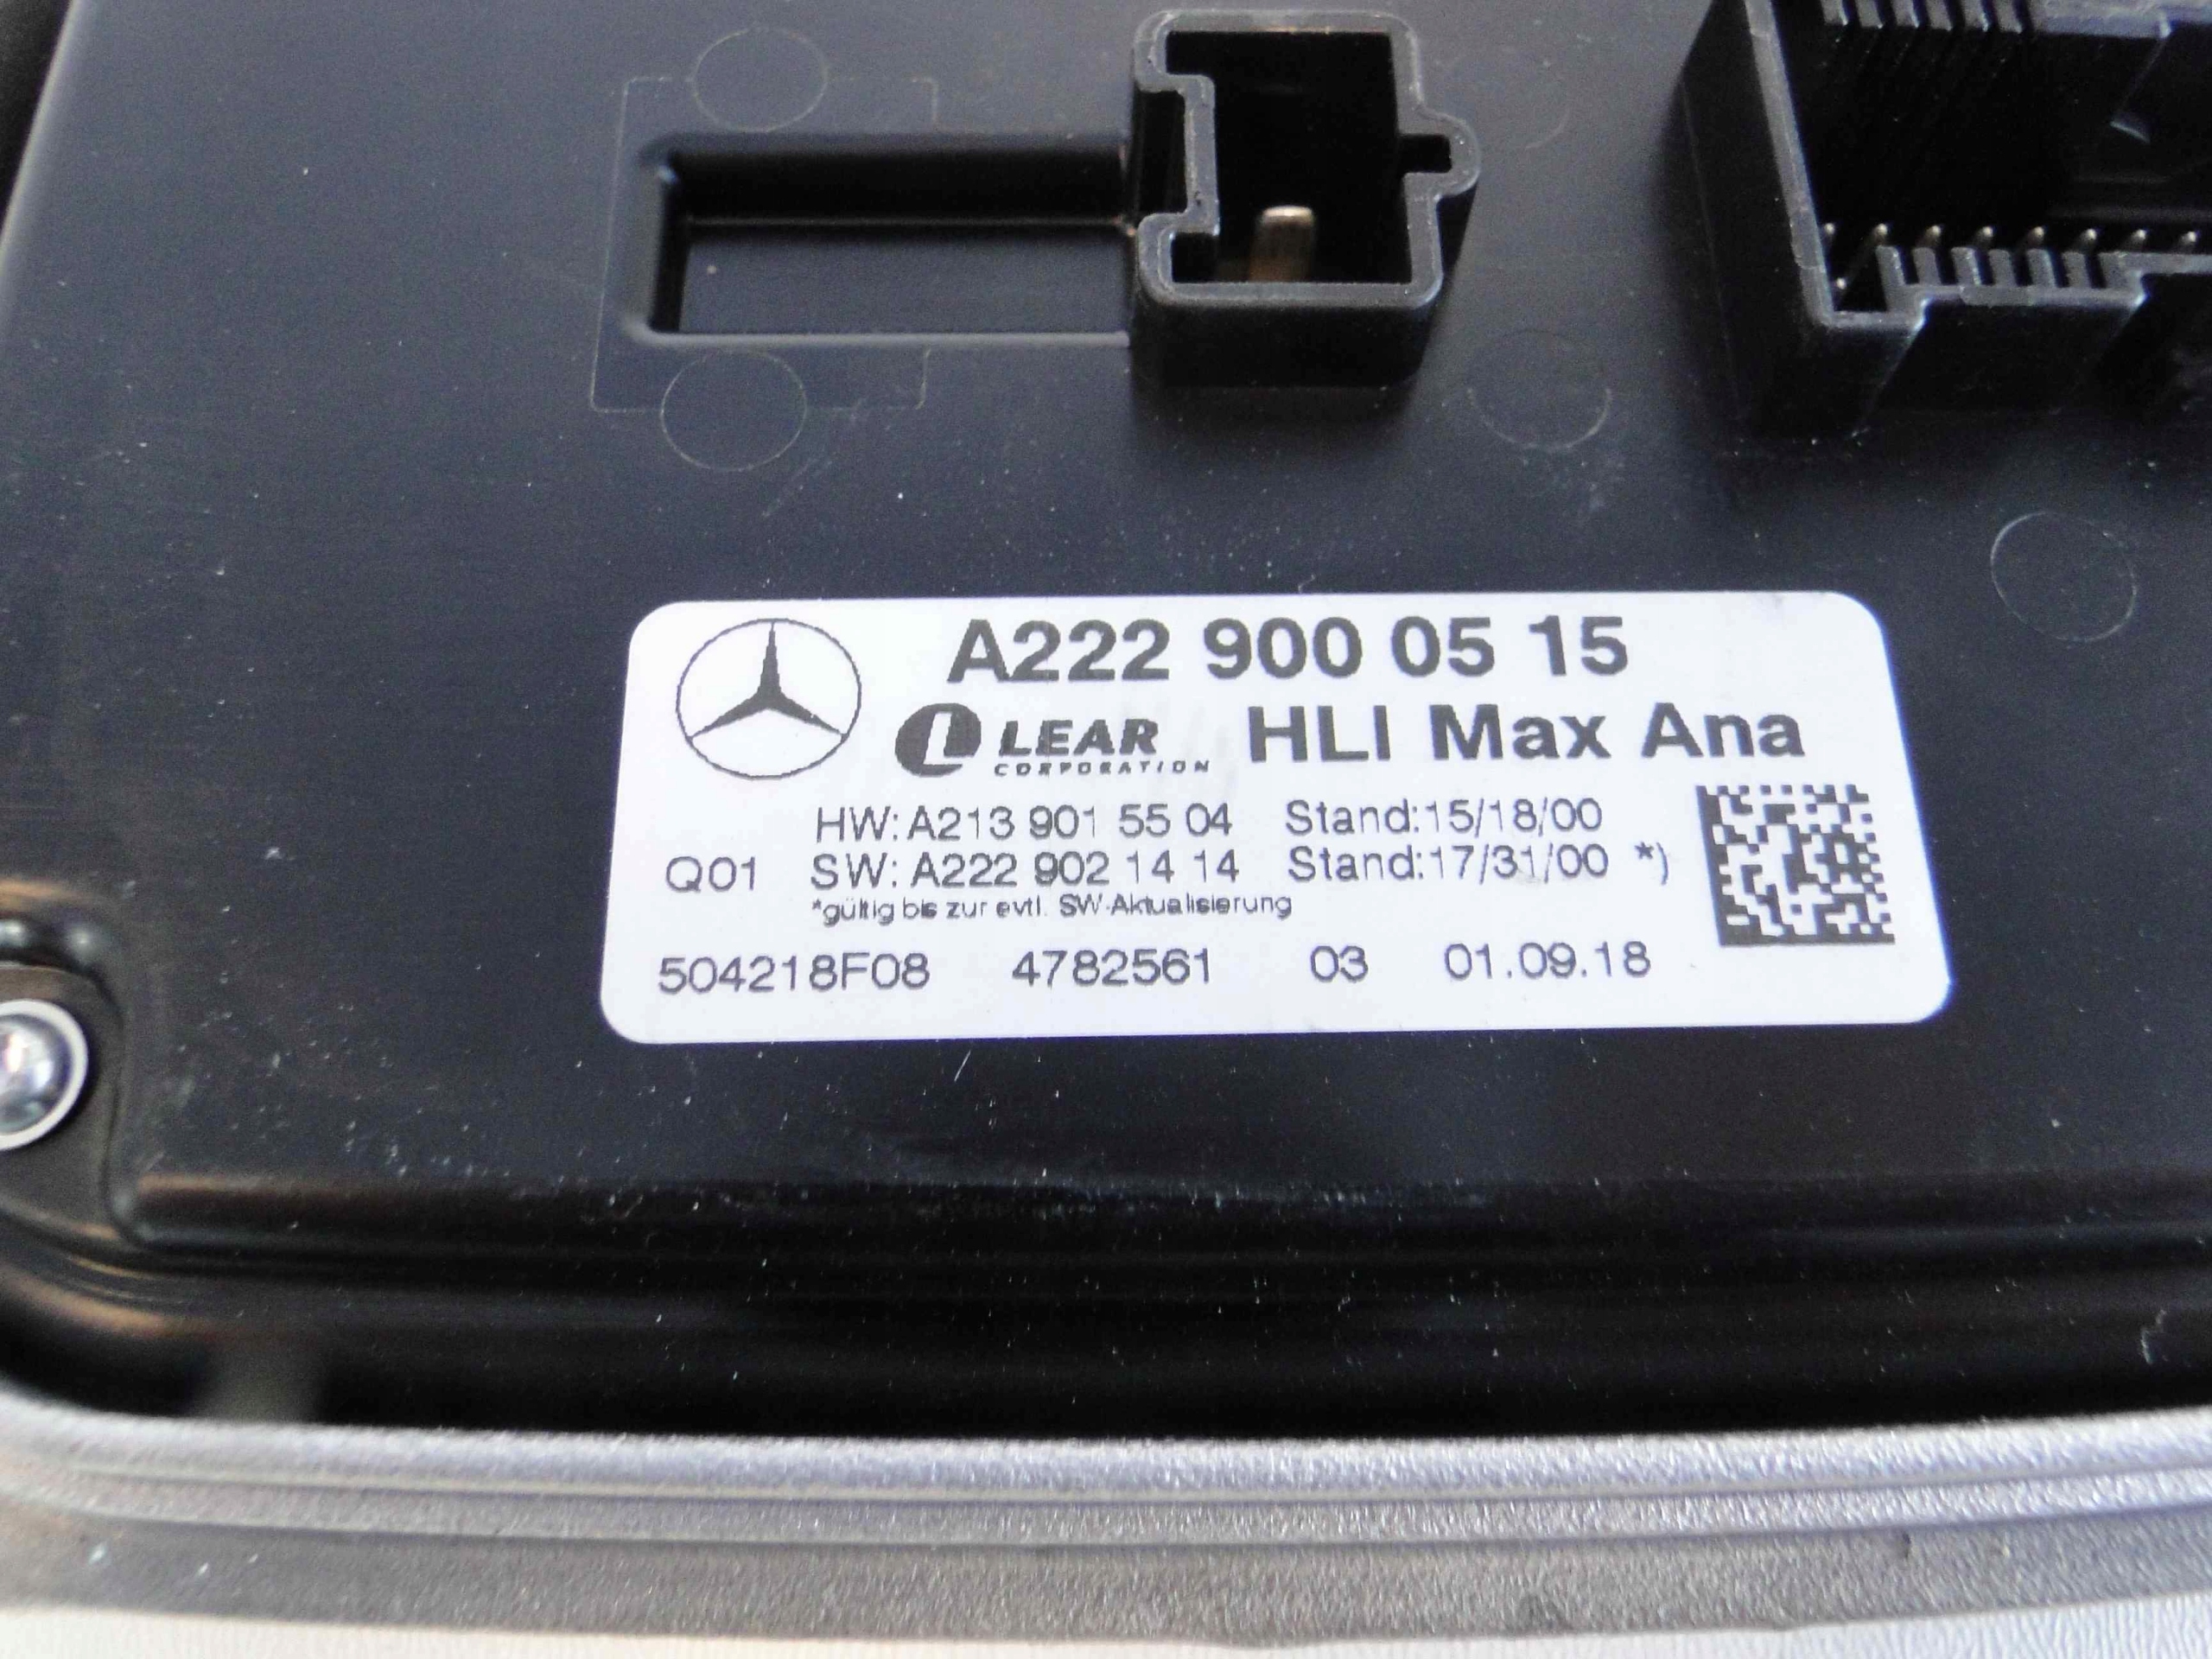 A222 900 05 15
LEAR CORPORATION HLI Max Ana
HW: A213 901 55 04 Stand:15/18/00
Q01 SW: A222 902 14 14 Stand:17/31/00 *)
*gültig bis zur evtl. SW-Aktualisierung
504218F08 4782561 03 01.09.18